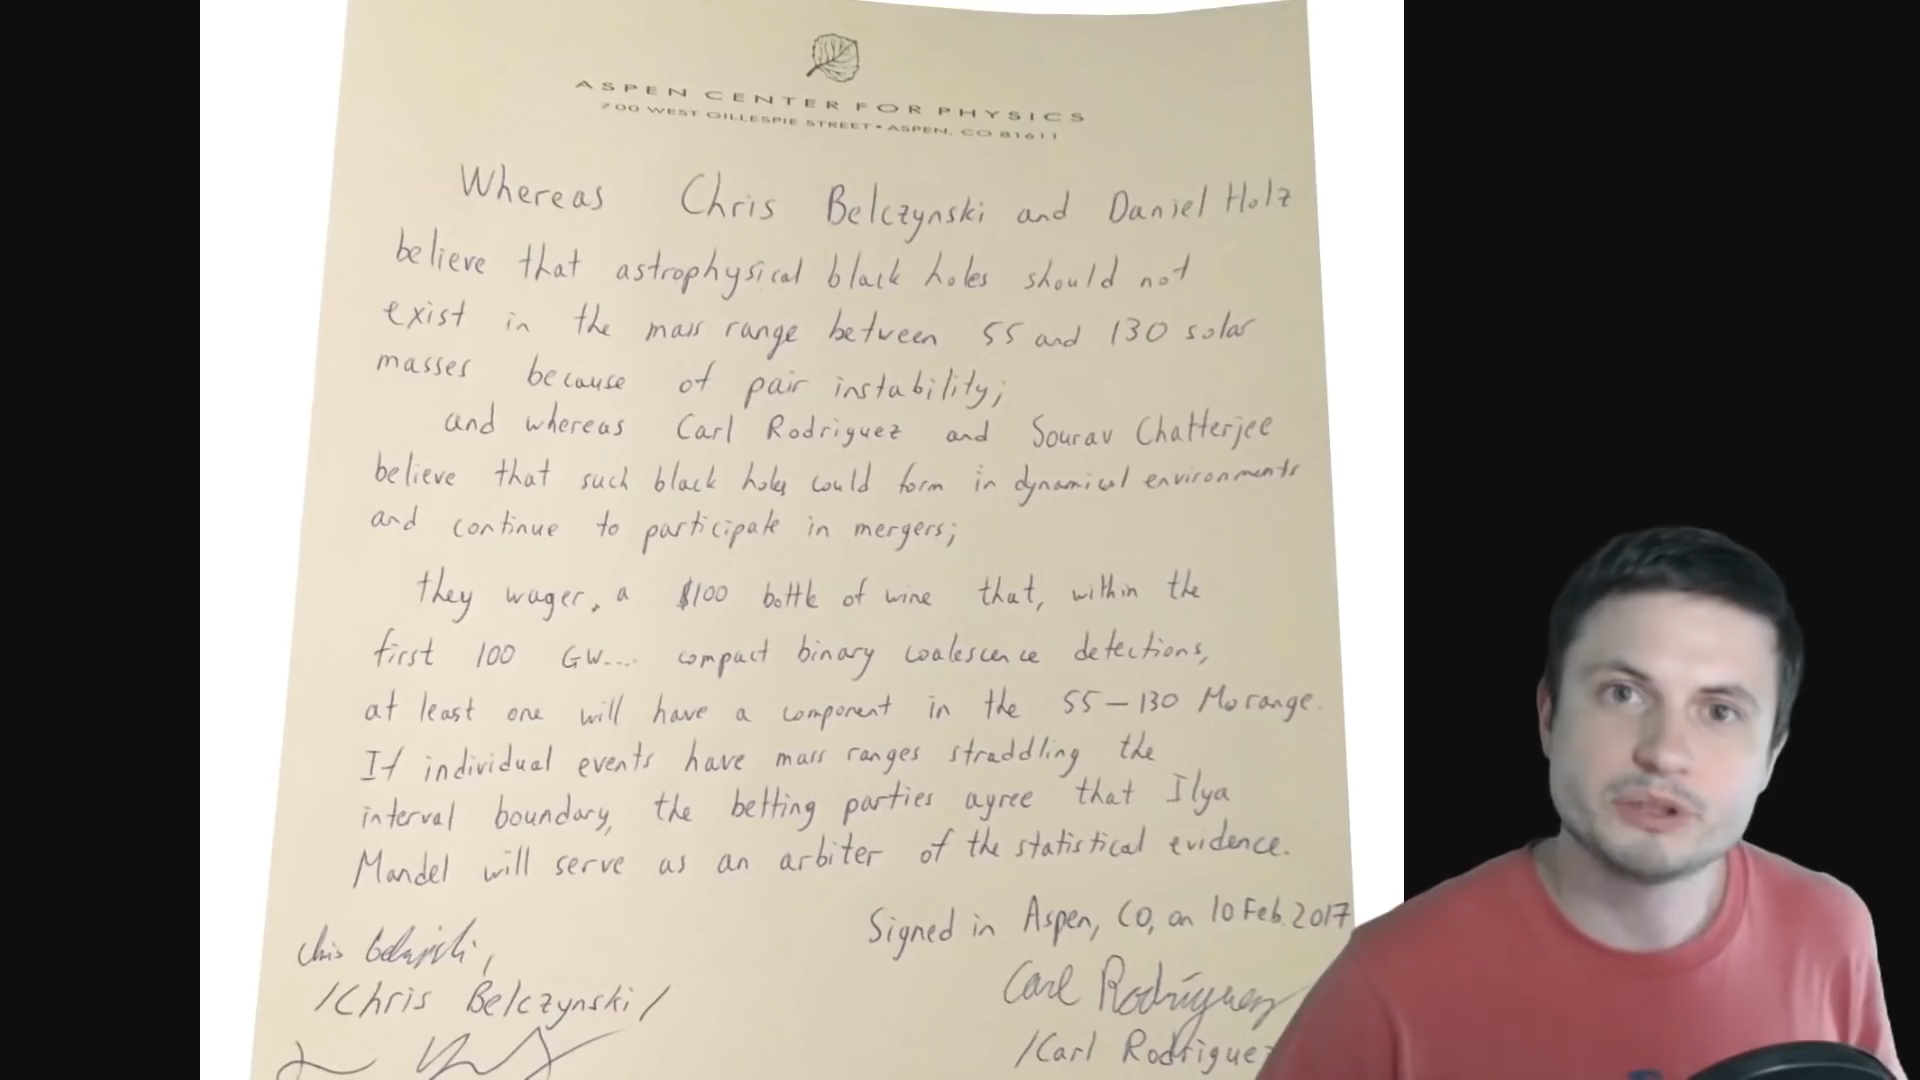 ASPEN CENTER FOR PHYSICS
700 WEST GILLESPIE STREET • ASPEN, CO 81611
Whereas Chris Belczynski and Daniel Holz
believe that astrophysical black holes should not
exist in the mass range between 55 and 130 solar
masses because of pair instability;
and whereas Carl Rodriguez and Sourav Chatterjee
believe that such black holes could form in dynamical environments
and continue to participate in mergers;
they wager a $100 bottle of wine that, within the
first 100 GW.... compact binary coalescence detections,
at least one will have a component in the 55-130 M⊙ range.
If individual events have mass ranges straddling the
interval boundary, the betting parties agree that Ilya
Mandel will serve as an arbiter of the statistical evidence.
Signed in Aspen, CO, on 10 Feb. 2017
Chris Belczynski,
Carl Rodriguez
/Chris Belczynski/
/Carl Rodriguez